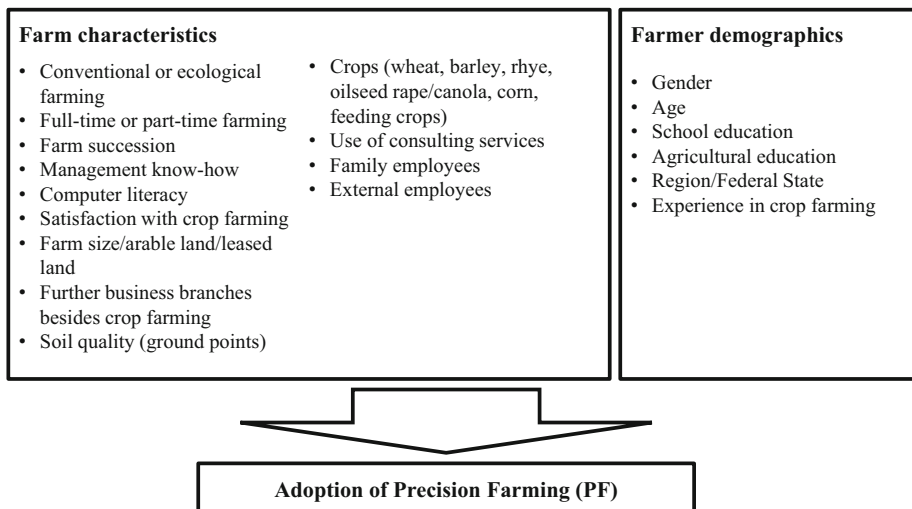 Farm characteristics
• Conventional or ecological
farming
• Full-time or part-time farming
• Farm succession
• Management know-how
• Computer literacy
• Satisfaction with crop farming
• Farm size/arable land/leased
land
• Further business branches
besides crop farming
• Soil quality (ground points)
• Crops (wheat, barley, rhye,
oilseed rape/canola, corn,
feeding crops)
• Use of consulting services
• Family employees
• External employees
Farmer demographics
• Gender
• Age
• School education
• Agricultural education
• Region/Federal State
• Experience in crop farming
Adoption of Precision Farming (PF)